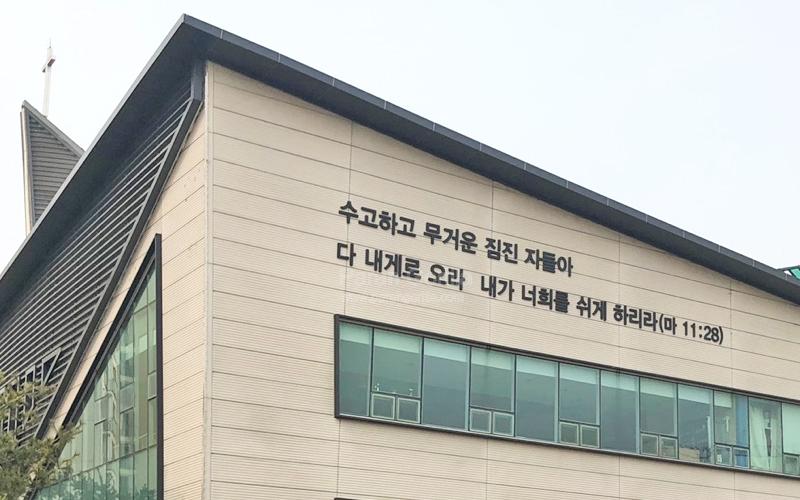 수고하고 무거운 짐진 자들아
다 내게로 오라 내가 너희를 쉬게 하리라(마 11:28)